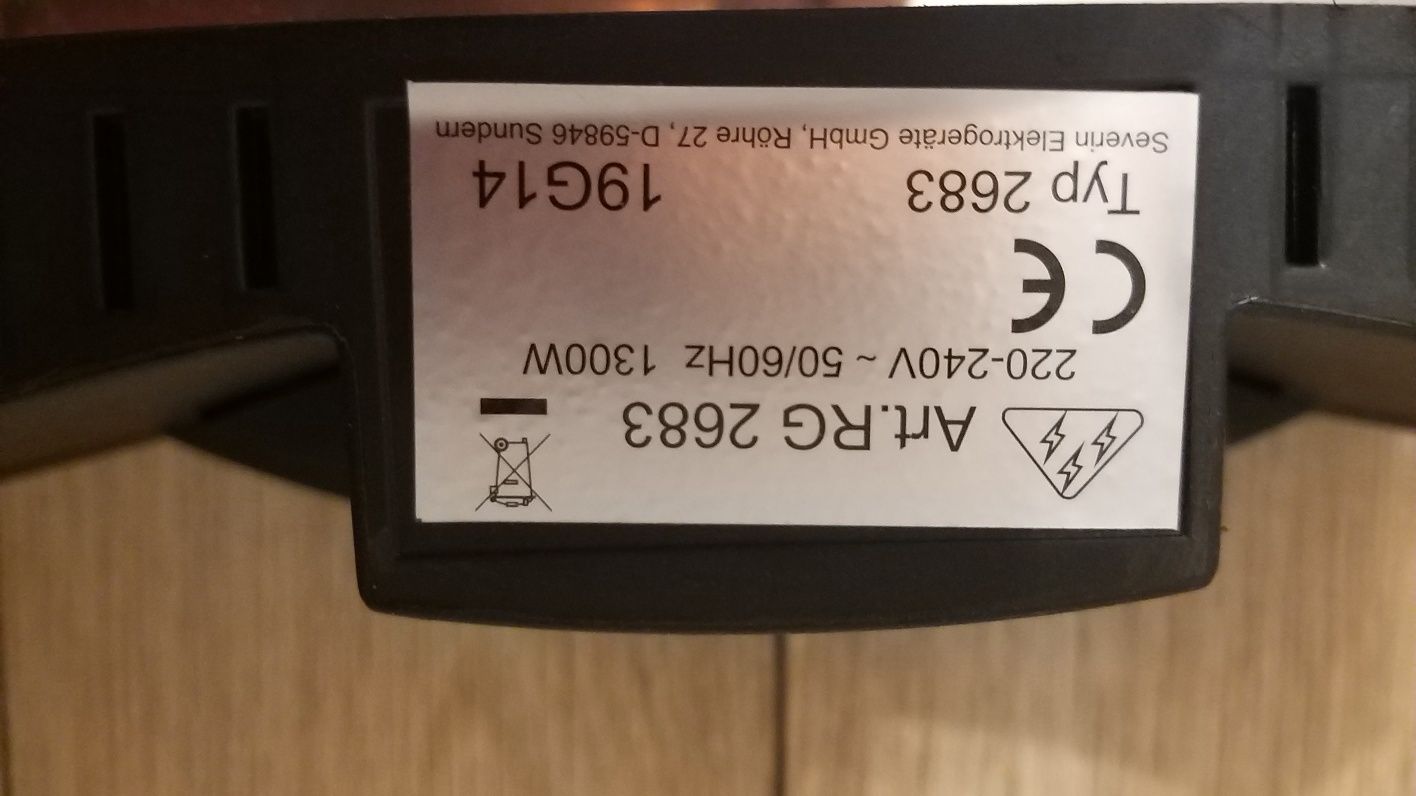 Art.RG 2683
220-240V ~ 50/60Hz 1300W
CE
Typ 2683 19G14
Severin Elektrogeräte GmbH, Röhre 27, D-59846 Sundern